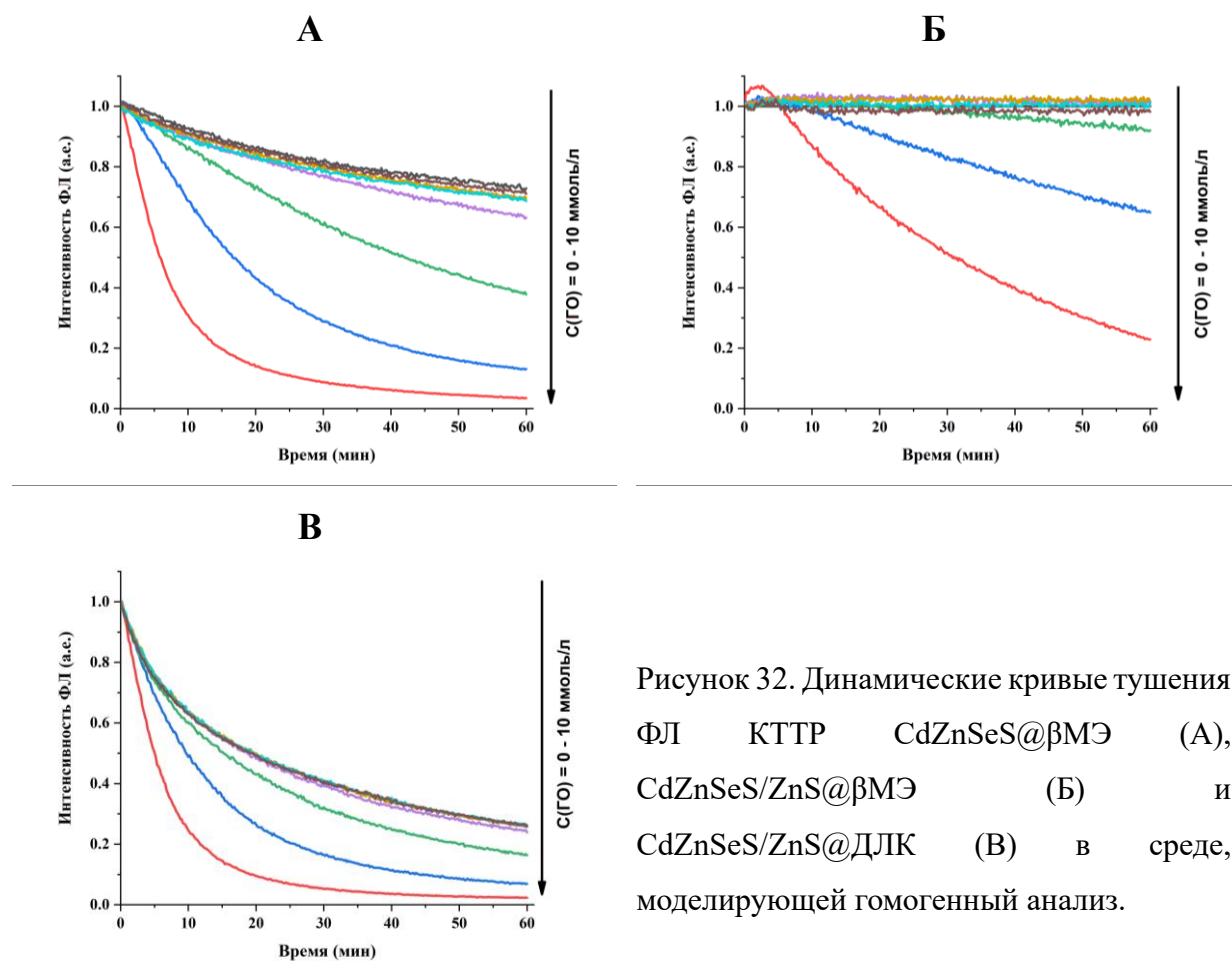 А
Интенсивность ФЛ (а.е.)
1.0
0.8
0.6
0.4
0.2
0.0
0 10 20 30 40 50 60
Время (мин)
С(ГО) = 0 - 10 ммоль/л
Б
Интенсивность ФЛ (а.е.)
1.0
0.8
0.6
0.4
0.2
0.0
0 10 20 30 40 50 60
Время (мин)
С(ГО) = 0 - 10 ммоль/л
В
Интенсивность ФЛ (а.е.)
1.0
0.8
0.6
0.4
0.2
0.0
0 10 20 30 40 50 60
Время (мин)
С(ГО) = 0 - 10 ммоль/л
Рисунок 32. Динамические кривые тушения
ФЛ КТТР CdZnSeS@βМЭ (А),
CdZnSeS/ZnS@βМЭ (Б) и
CdZnSeS/ZnS@ДЛК (В) в среде,
моделирующей гомогенный анализ.